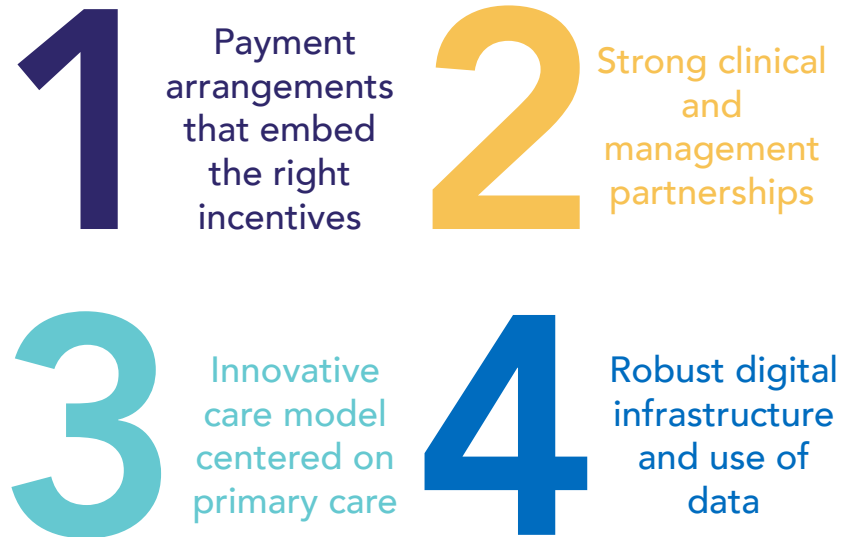 1
Payment
arrangements
that embed
the right
incentives
2
Strong clinical
and
management
partnerships
3
Innovative
care model
centered on
primary care
4
Robust digital
infrastructure
and use of
data